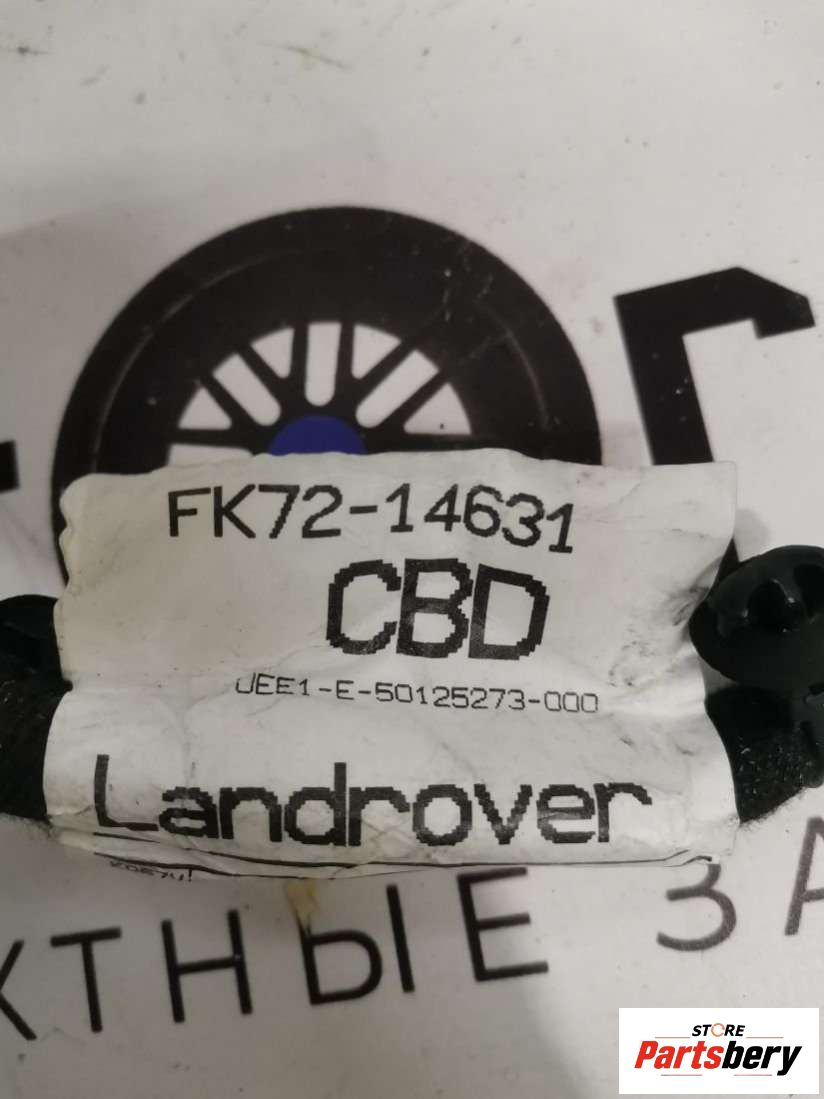 FK72-14631
CBD
JEE1-E-50125273-000
Landrover
КТНЫЕ ЗА
STORE
Partsbery